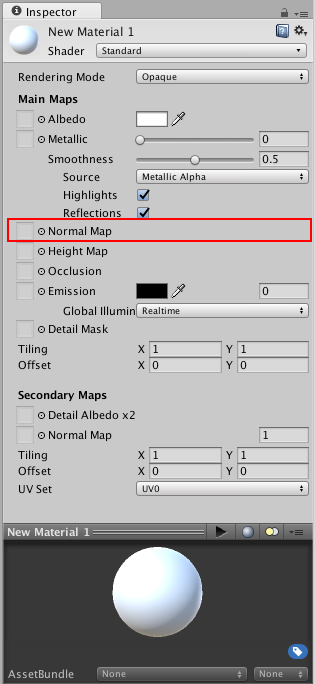 Inspector
New Material 1
Shader Standard
Rendering Mode Opaque
Main Maps
Albedo
Metallic 0
Smoothness 0.5
Source Metallic Alpha
Highlights
Reflections
Normal Map
Height Map
Occlusion
Emission 0
Global Illumin Realtime
Detail Mask
Tiling X 1 Y 1
Offset X 0 Y 0
Secondary Maps
Detail Albedo x2
Normal Map 1
Tiling X 1 Y 1
Offset X 0 Y 0
UV Set UV0
New Material 1
AssetBundle None None